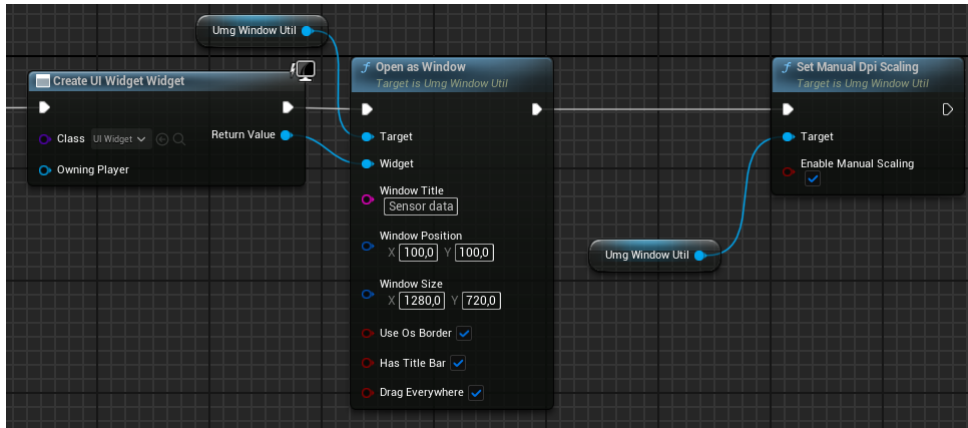 Umg Window Util
Create UI Widget Widget
Class UI Widget
Return Value
Owning Player
Open as Window
Target is Umg Window Util
Target
Widget
Window Title
Sensor data
Window Position
X 100,0 Y 100,0
Window Size
X 1280,0 Y 720,0
Use Os Border
Has Title Bar
Drag Everywhere
Umg Window Util
Set Manual Dpi Scaling
Target is Umg Window Util
Target
Enable Manual Scaling